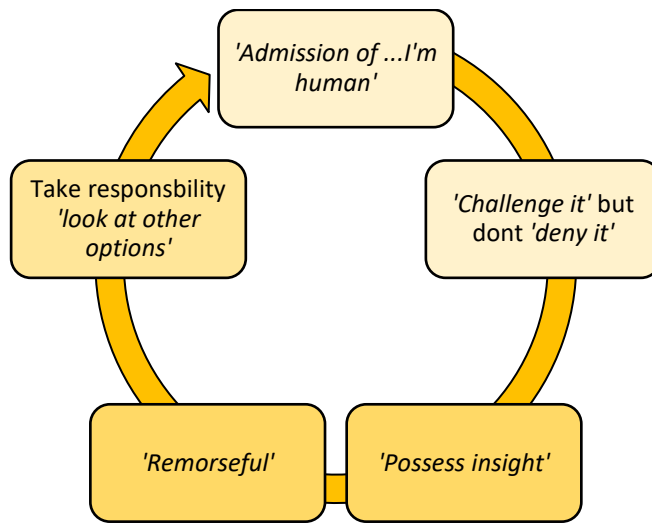 'Admission of ...I'm
human'
'Challenge it' but
dont 'deny it'
'Possess insight'
'Remorseful'
Take responsbility
'look at other
options'